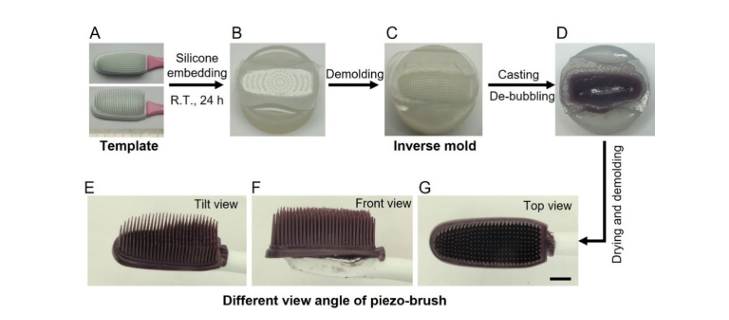 A
B
C
D
Silicone
embedding
R.T., 24 h
Demolding
Casting
De-bubbling
Template
Inverse mold
Drying and demolding
E
Tilt view
F
Front view
G
Top view
Different view angle of piezo-brush